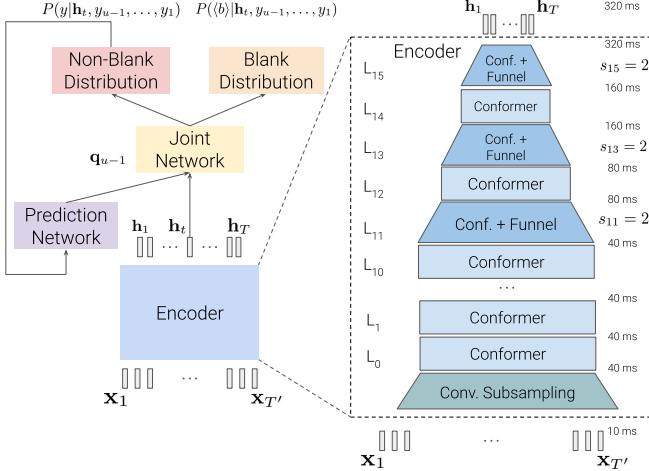 P(y|h_t, y_{u−1}, . . . , y_1)
P(⟨b⟩|h_t, y_{u−1}, . . . , y_1)
Non-Blank
Distribution
Blank
Distribution
Joint
Network
q_{u−1}
Prediction
Network
h_1 ··· h_t ··· h_T
Encoder
x_1 ··· x_{T′}
h_1 ··· h_T
320 ms
Encoder
320 ms
L_15
Conf. +
Funnel
s_15 = 2
160 ms
L_14
Conformer
160 ms
L_13
Conf. +
Funnel
s_13 = 2
80 ms
L_12
Conformer
80 ms
L_11
Conf. + Funnel
s_11 = 2
40 ms
L_10
Conformer
...
40 ms
L_1
Conformer
40 ms
L_0
Conformer
40 ms
Conv. Subsampling
10 ms
x_1 ··· x_{T′}